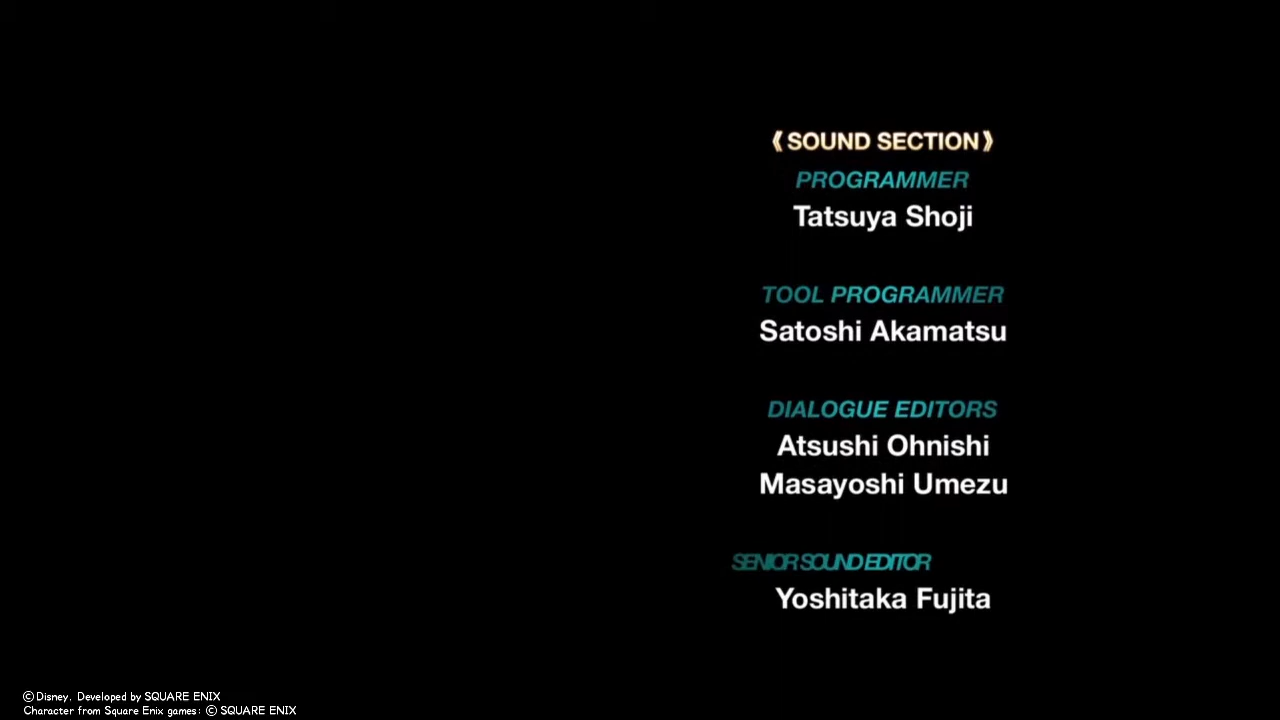 《SOUND SECTION》
PROGRAMMER
Tatsuya Shoji
TOOL PROGRAMMER
Satoshi Akamatsu
DIALOGUE EDITORS
Atsushi Ohnishi
Masayoshi Umezu
SENIOR SOUND EDITOR
Yoshitaka Fujita
©Disney. Developed by SQUARE ENIX
Character from Square Enix games: © SQUARE ENIX